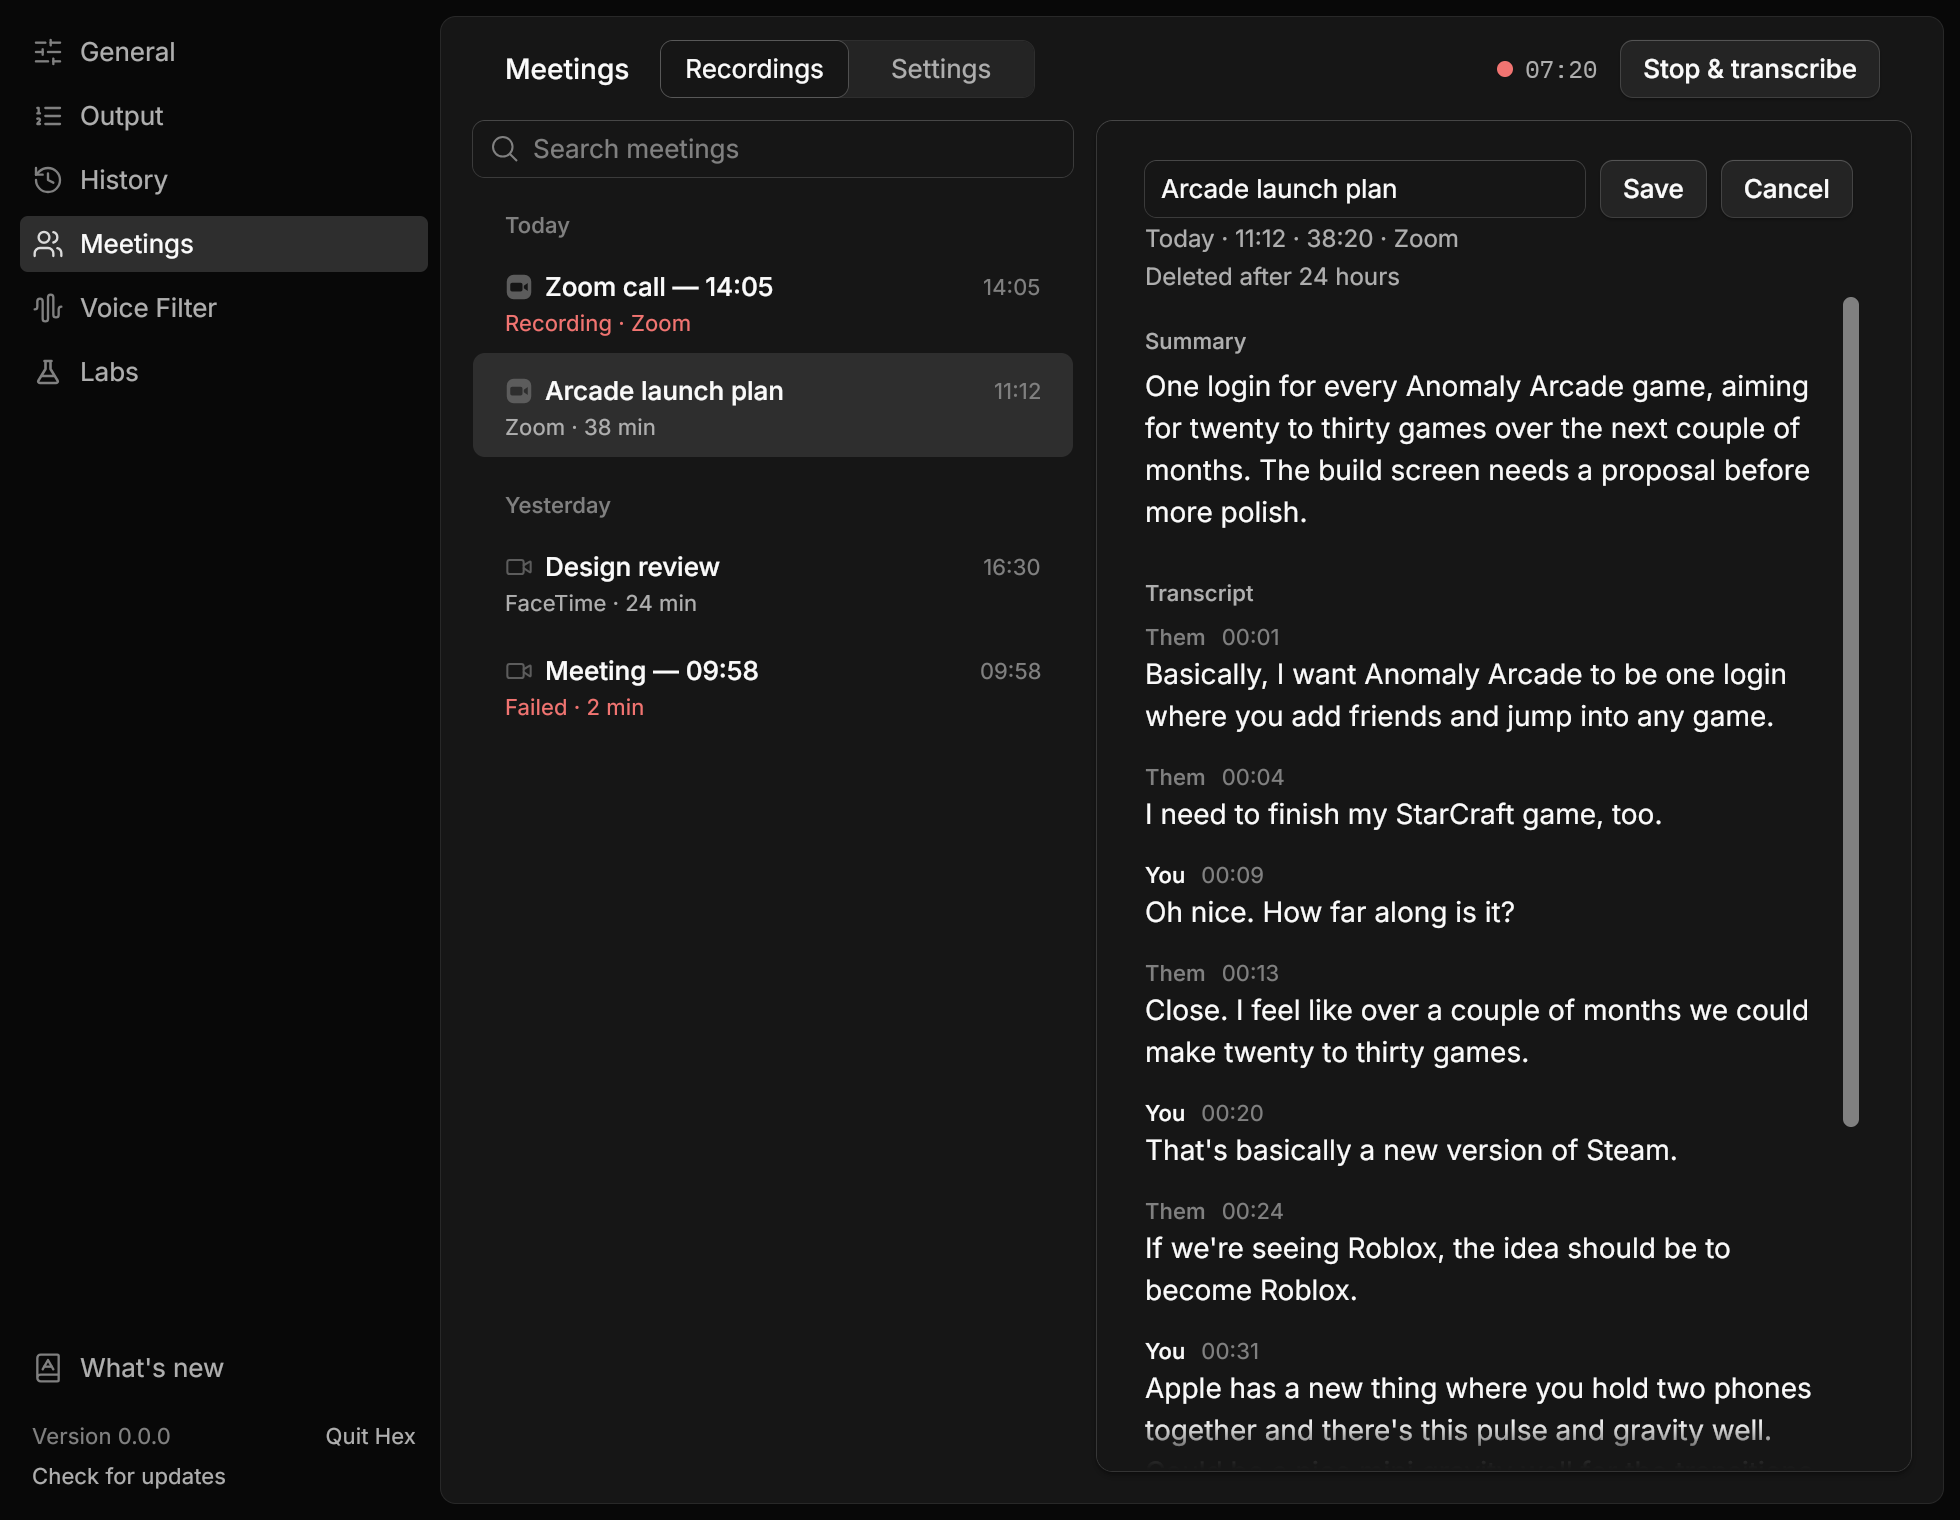 General
Output
History
Meetings
Voice Filter
Labs
What's new
Version 0.0.0
Quit Hex
Check for updates
Meetings
Recordings
Settings
07:20
Stop & transcribe
Search meetings
Today
Zoom call — 14:05
14:05
Recording · Zoom
Arcade launch plan
11:12
Zoom · 38 min
Yesterday
Design review
16:30
FaceTime · 24 min
Meeting — 09:58
09:58
Failed · 2 min
Arcade launch plan
Save
Cancel
Today · 11:12 · 38:20 · Zoom
Deleted after 24 hours
Summary
One login for every Anomaly Arcade game, aiming
for twenty to thirty games over the next couple of
months. The build screen needs a proposal before
more polish.
Transcript
Them 00:01
Basically, I want Anomaly Arcade to be one login
where you add friends and jump into any game.
Them 00:04
I need to finish my StarCraft game, too.
You 00:09
Oh nice. How far along is it?
Them 00:13
Close. I feel like over a couple of months we could
make twenty to thirty games.
You 00:20
That's basically a new version of Steam.
Them 00:24
If we're seeing Roblox, the idea should be to
become Roblox.
You 00:31
Apple has a new thing where you hold two phones
together and there's this pulse and gravity well.